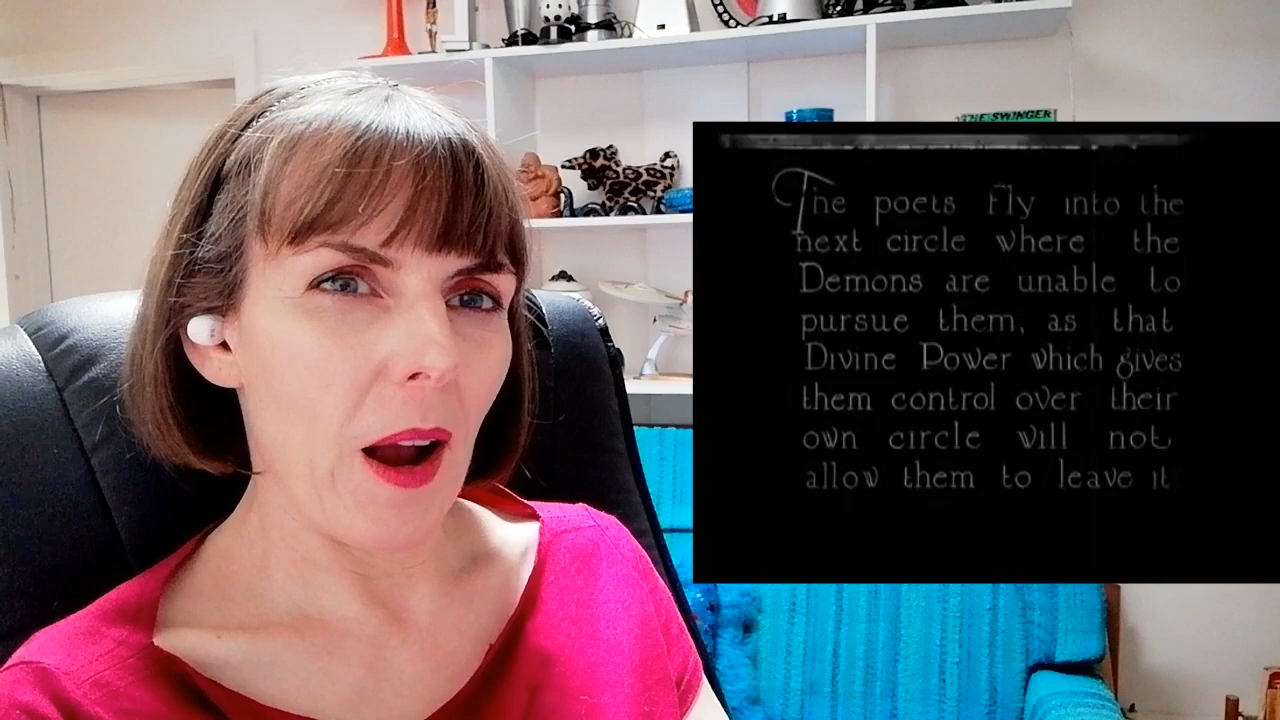 THE SWINGER
The poets fly into the
next circle where the
Demons are unable to
pursue them, as that
Divine Power which gives
them control over their
own circle will not
allow them to leave it